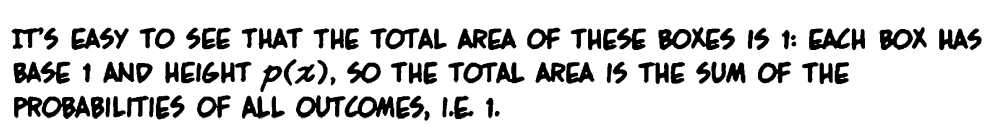 IT'S EASY TO SEE THAT THE TOTAL AREA OF THESE BOXES IS 1: EACH BOX HAS
BASE 1 AND HEIGHT p(x), SO THE TOTAL AREA IS THE SUM OF THE
PROBABILITIES OF ALL OUTCOMES, I.E. 1.